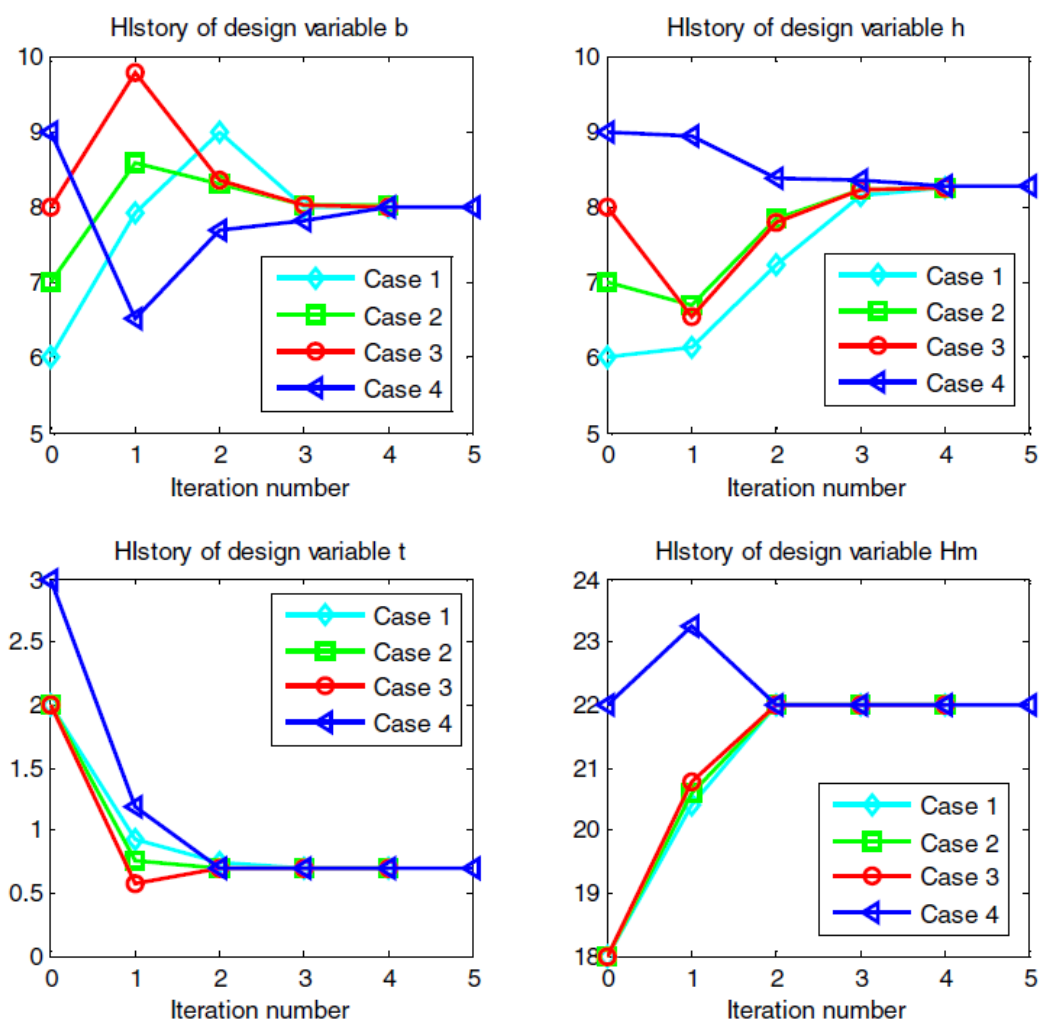 HIstory of design variable b
10
9
8
7
6
5
0 1 2 3 4 5
Iteration number
Case 1
Case 2
Case 3
Case 4
HIstory of design variable h
10
9
8
7
6
5
0 1 2 3 4 5
Iteration number
Case 1
Case 2
Case 3
Case 4
HIstory of design variable t
3
2.5
2
1.5
1
0.5
0
0 1 2 3 4 5
Iteration number
Case 1
Case 2
Case 3
Case 4
HIstory of design variable Hm
24
23
22
21
20
19
18
0 1 2 3 4 5
Iteration number
Case 1
Case 2
Case 3
Case 4